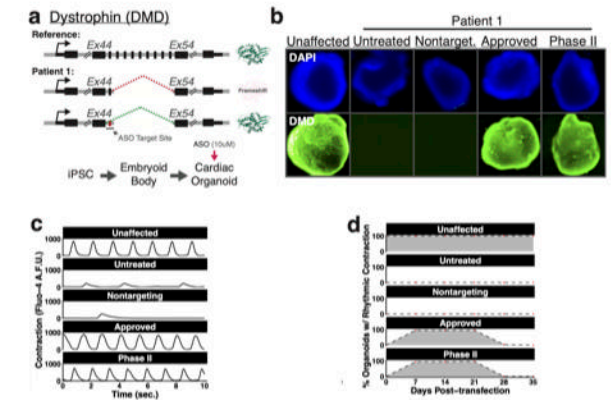 a Dystrophin (DMD)
Reference:
Ex44 Ex54
Patient 1:
Ex44 Ex54
Frameshift
Ex44 Ex54
ASO Target Site
ASO (10uM)
iPSC Embryoid Body Cardiac Organoid
b
Patient 1
Unaffected Untreated Nontarget. Approved Phase II
DAPI
DMD
c
Contraction (Fluo-4 A.F.U.)
Unaffected
1000
0
Untreated
1000
0
Nontargeting
1000
0
Approved
1000
0
Phase II
1000
0
0 2 4 6 8 10
Time (sec.)
d
% Organoids w/ Rhythmic Contraction
Unaffected
100
0
Untreated
100
0
Nontargeting
100
0
Approved
100
0
Phase II
100
0
0 7 14 21 28 35
Days Post-transfection